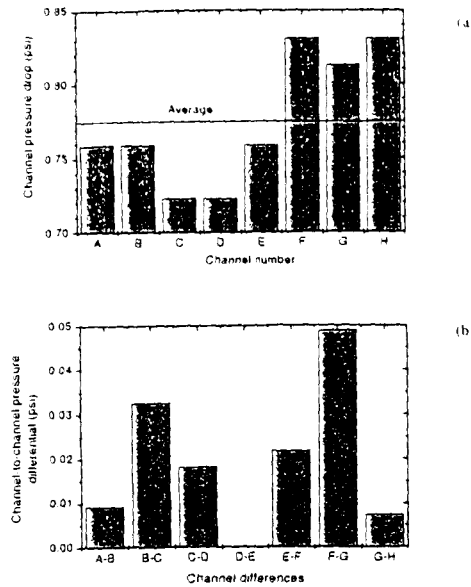 (a
Channel pressure drop (psi)
0.85
0.80
0.75
0.70
Average
A B C D E F G H
Channel number
(b
Channel-to-channel pressure
differential (psi)
0.05
0.04
0.03
0.02
0.01
0.00
A-B B-C C-D D-E E-F F-G G-H
Channel differences